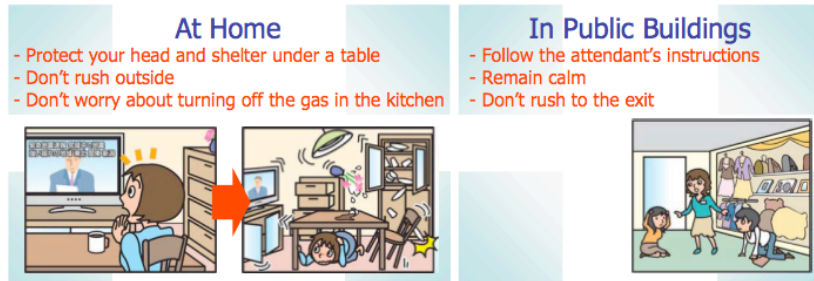 At Home
- Protect your head and shelter under a table
- Don't rush outside
- Don't worry about turning off the gas in the kitchen
In Public Buildings
- Follow the attendant's instructions
- Remain calm
- Don't rush to the exit